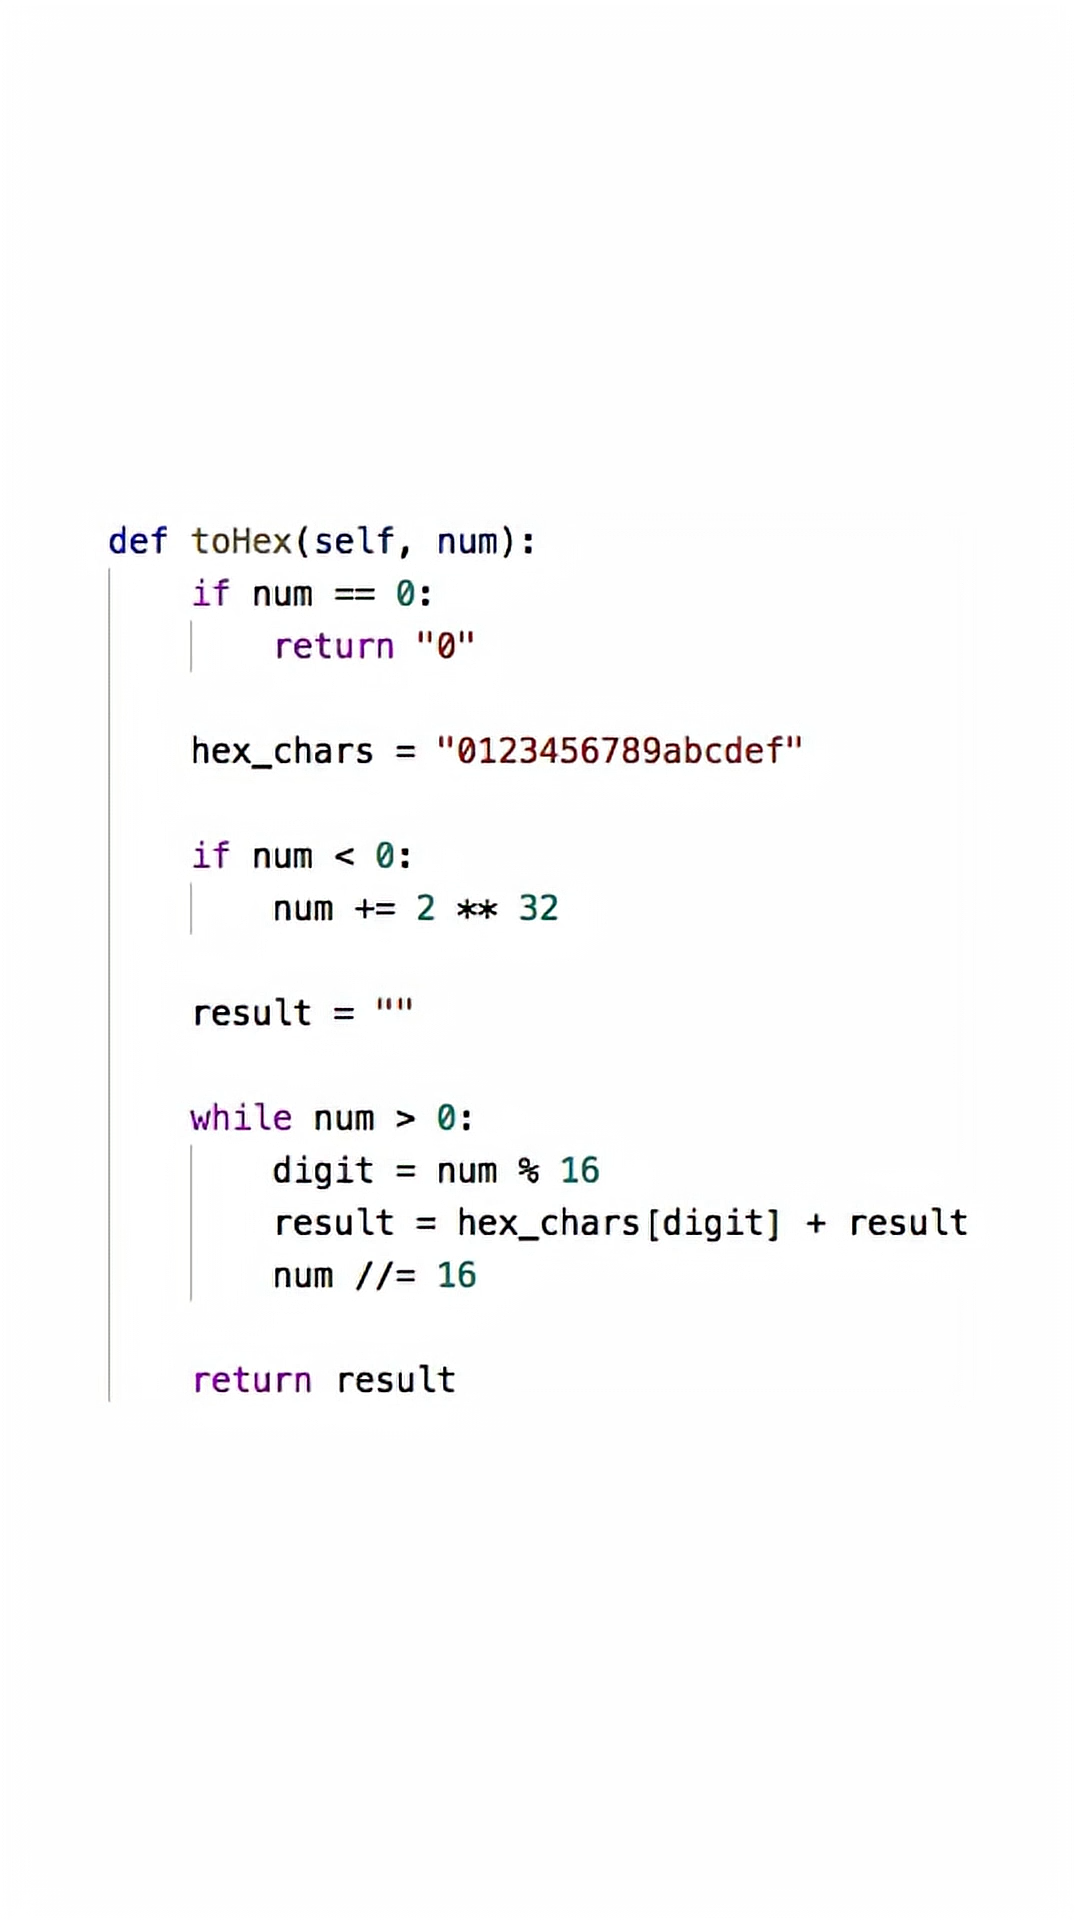 def toHex(self, num):
    if num == 0:
        return "0"

    hex_chars = "0123456789abcdef"

    if num < 0:
        num += 2 ** 32

    result = ""

    while num > 0:
        digit = num % 16
        result = hex_chars[digit] + result
        num //= 16

    return result